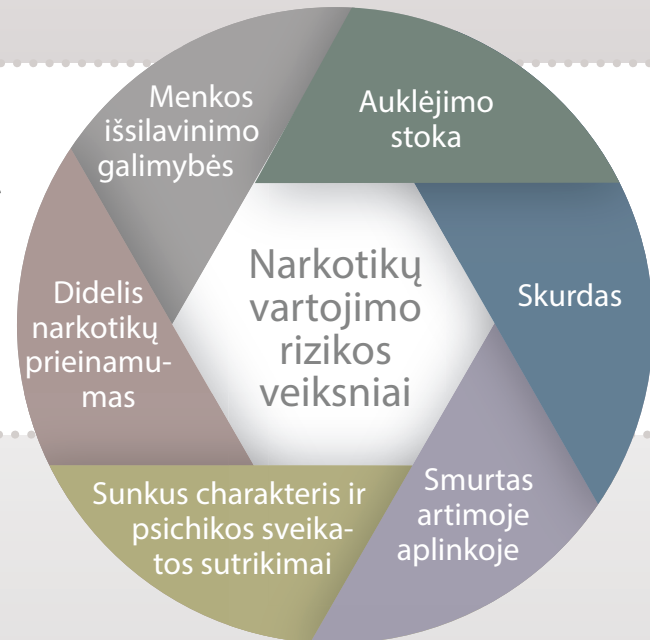 Narkotikų
vartojimo
rizikos
veiksniai
Auklėjimo
stoka
Skurdas
Smurtas
artimoje
aplinkoje
Sunkus charakteris ir
psichikos sveika-
tos sutrikimai
Didelis
narkotikų
prieinamu-
mas
Menkos
išsilavinimo
galimybės